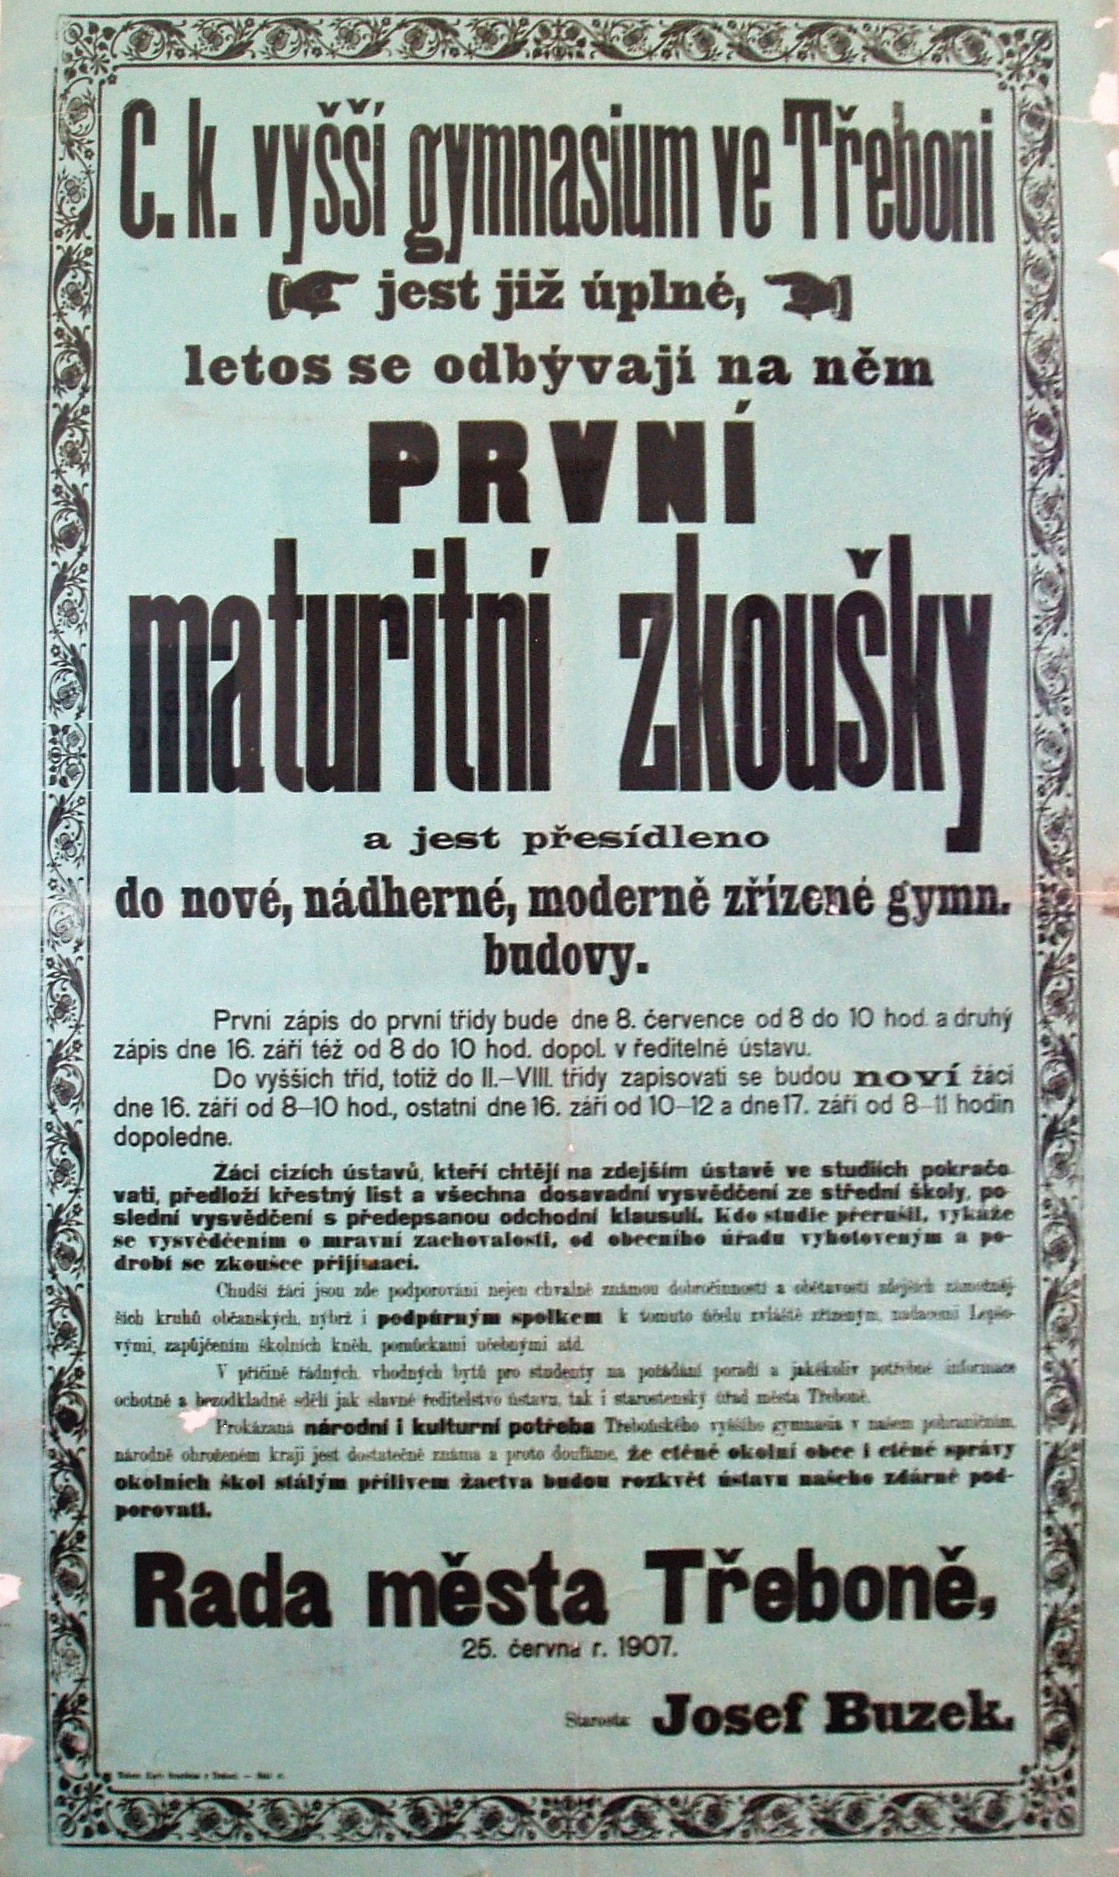 C. k. vyšší gymnasium ve Třeboni
jest již úplné,
letos se odbývají na něm
PRVNÍ
maturitní zkoušky
a jest přesídleno
do nové, nádherné, moderně zřízené gymn.
budovy.
První zápis do první třídy bude dne 8. července od 8 do 10 hod. a druhý
zápis dne 16. září též od 8 do 10 hod. dopol. v ředitelně ústavu.
Do vyšších tříd, totiž do II.–VIII. třídy zapisovati se budou noví žáci
dne 16. září od 8–10 hod., ostatní dne 16. září od 10–12 a dne 17. září od 8–11 hodin
dopoledne.
Žáci cizích ústavů, kteří chtějí na zdejším ústavě ve studiích pokračo-
vati, předloží křestný list a všechna dosavadní vysvědčení ze střední školy, po-
slední vysvědčení s předepsanou odchodní klausulí. Kdo studie přerušil, vykáže
se vysvědčením o mravní zachovalosti, od obecního úřadu vyhotoveným a po-
drobí se zkoušce přijímací.
Chudší žáci jsou zde podporováni nejen chvalně známou dobročinností a obětavostí zdejších zámožněj-
ších kruhů občanských, nýbrž i podpůrným spolkem k tomuto účelu zvláště zřízeným, nadacemi Lepšo-
vými, zapůjčením školních kněh, pomůckami učebnými atd.
V příčině řádných, vhodných bytů pro studenty na požádání poradí a jakékoliv potřebné informace
ochotně a bezodkladně sdělí jak slavné ředitelstvo ústavu, tak i starostenský úřad města Třeboně.
Prokázaná národní i kulturní potřeba Třeboňského vyššího gymnasia v našem pohraničním,
národně ohroženém kraji jest dostatečně známa a proto doufáme, že ctěné okolní obce i ctěné správy
okolních škol stálým přílivem žactva budou rozkvět ústavu našeho zdárně pod-
porovati.
Rada města Třeboně,
25. června r. 1907.
Starosta: Josef Buzek.